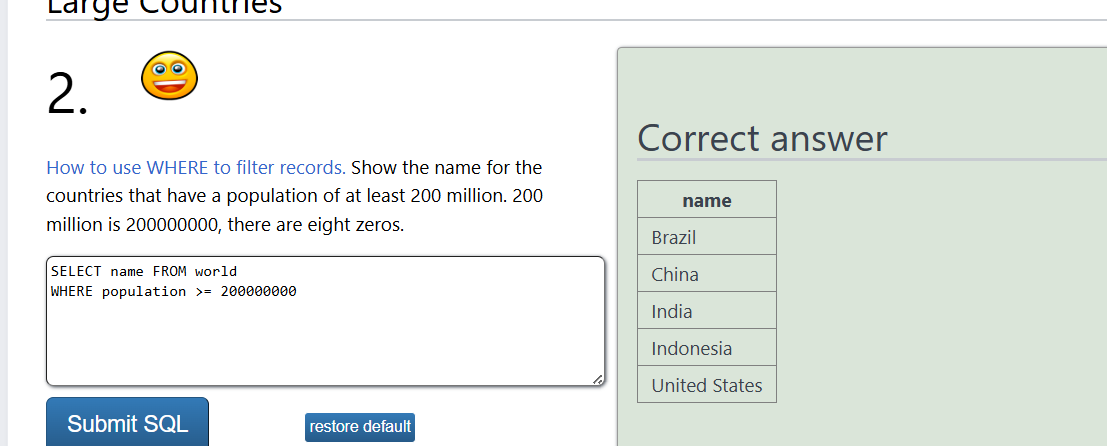 Large Countries
2.
How to use WHERE to filter records. Show the name for the
countries that have a population of at least 200 million. 200
million is 200000000, there are eight zeros.
SELECT name FROM world
WHERE population >= 200000000
Submit SQL
restore default
Correct answer
name
Brazil
China
India
Indonesia
United States